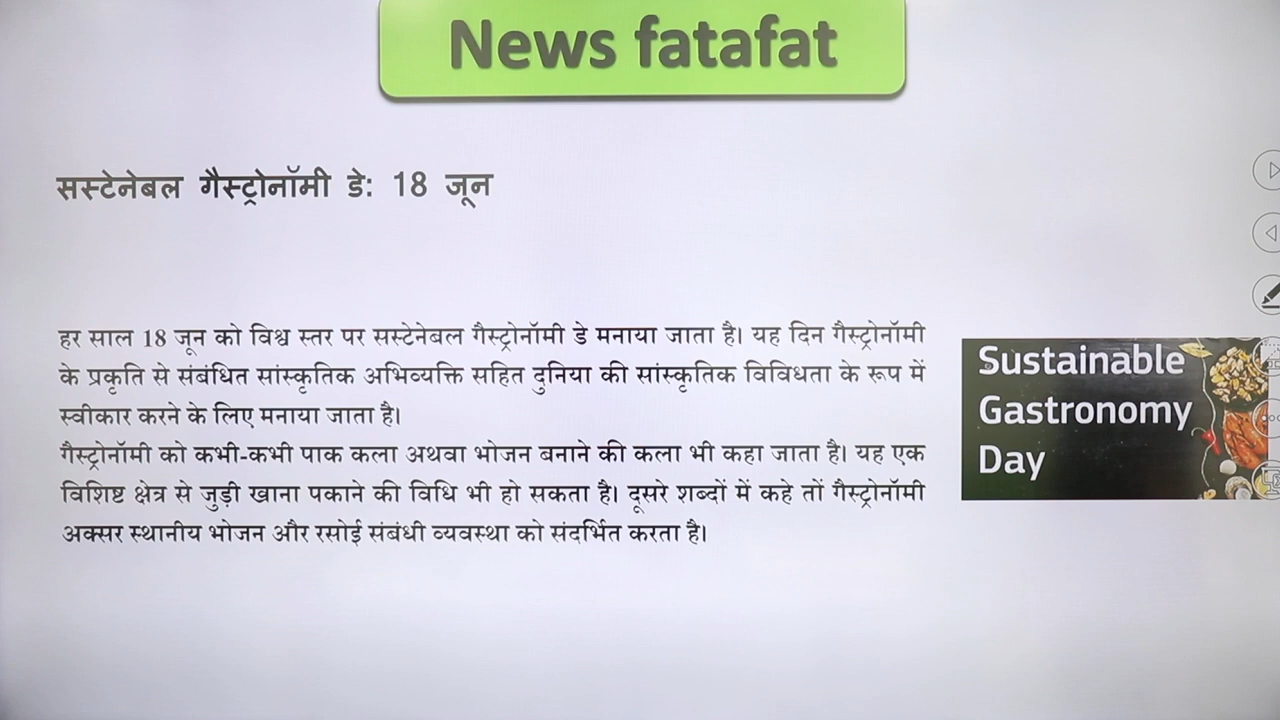 News fatafat
सस्टेनेबल गैस्ट्रोनॉमी डे: 18 जून
हर साल 18 जून को विश्व स्तर पर सस्टेनेबल गैस्ट्रोनॉमी डे मनाया जाता है। यह दिन गैस्ट्रोनॉमी
के प्रकृति से संबंधित सांस्कृतिक अभिव्यक्ति सहित दुनिया की सांस्कृतिक विविधता के रूप में
स्वीकार करने के लिए मनाया जाता है।
गैस्ट्रोनॉमी को कभी-कभी पाक कला अथवा भोजन बनाने की कला भी कहा जाता है। यह एक
विशिष्ट क्षेत्र से जुड़ी खाना पकाने की विधि भी हो सकता है। दूसरे शब्दों में कहे तों गैस्ट्रोनॉमी
अक्सर स्थानीय भोजन और रसोई संबंधी व्यवस्था को संदर्भित करता है।
Sustainable
Gastronomy
Day